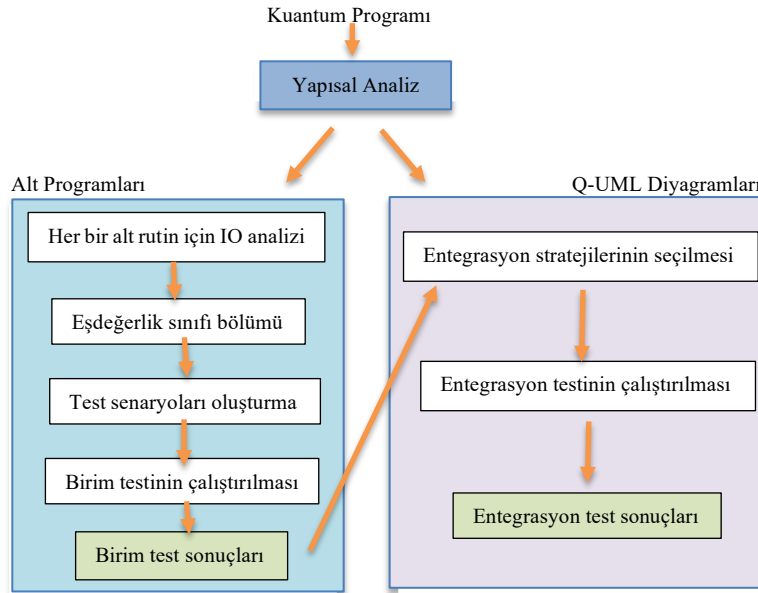 Kuantum Programı
Yapısal Analiz
Alt Programları
Her bir alt rutin için IO analizi
Eşdeğerlik sınıfı bölümü
Test senaryoları oluşturma
Birim testinin çalıştırılması
Birim test sonuçları
Q-UML Diyagramları
Entegrasyon stratejilerinin seçilmesi
Entegrasyon testinin çalıştırılması
Entegrasyon test sonuçları